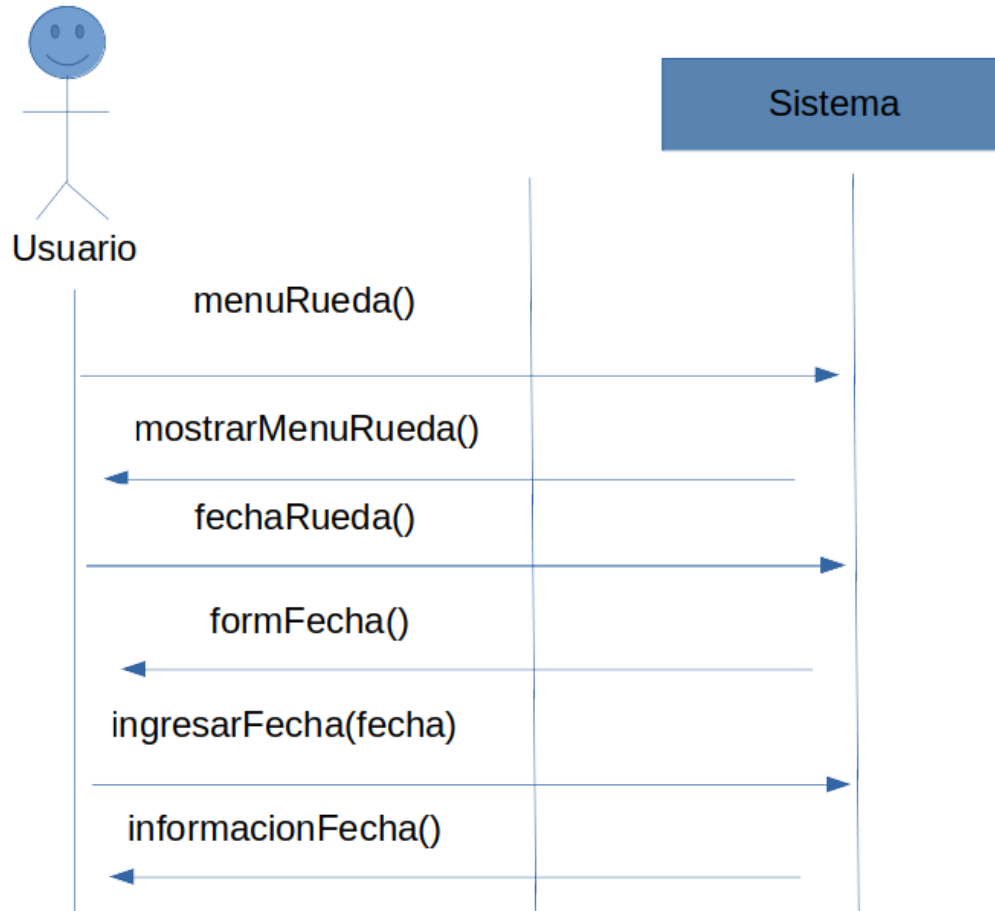 Sistema
Usuario
menuRueda()
mostrarMenuRueda()
fechaRueda()
formFecha()
ingresarFecha(fecha)
informacionFecha()